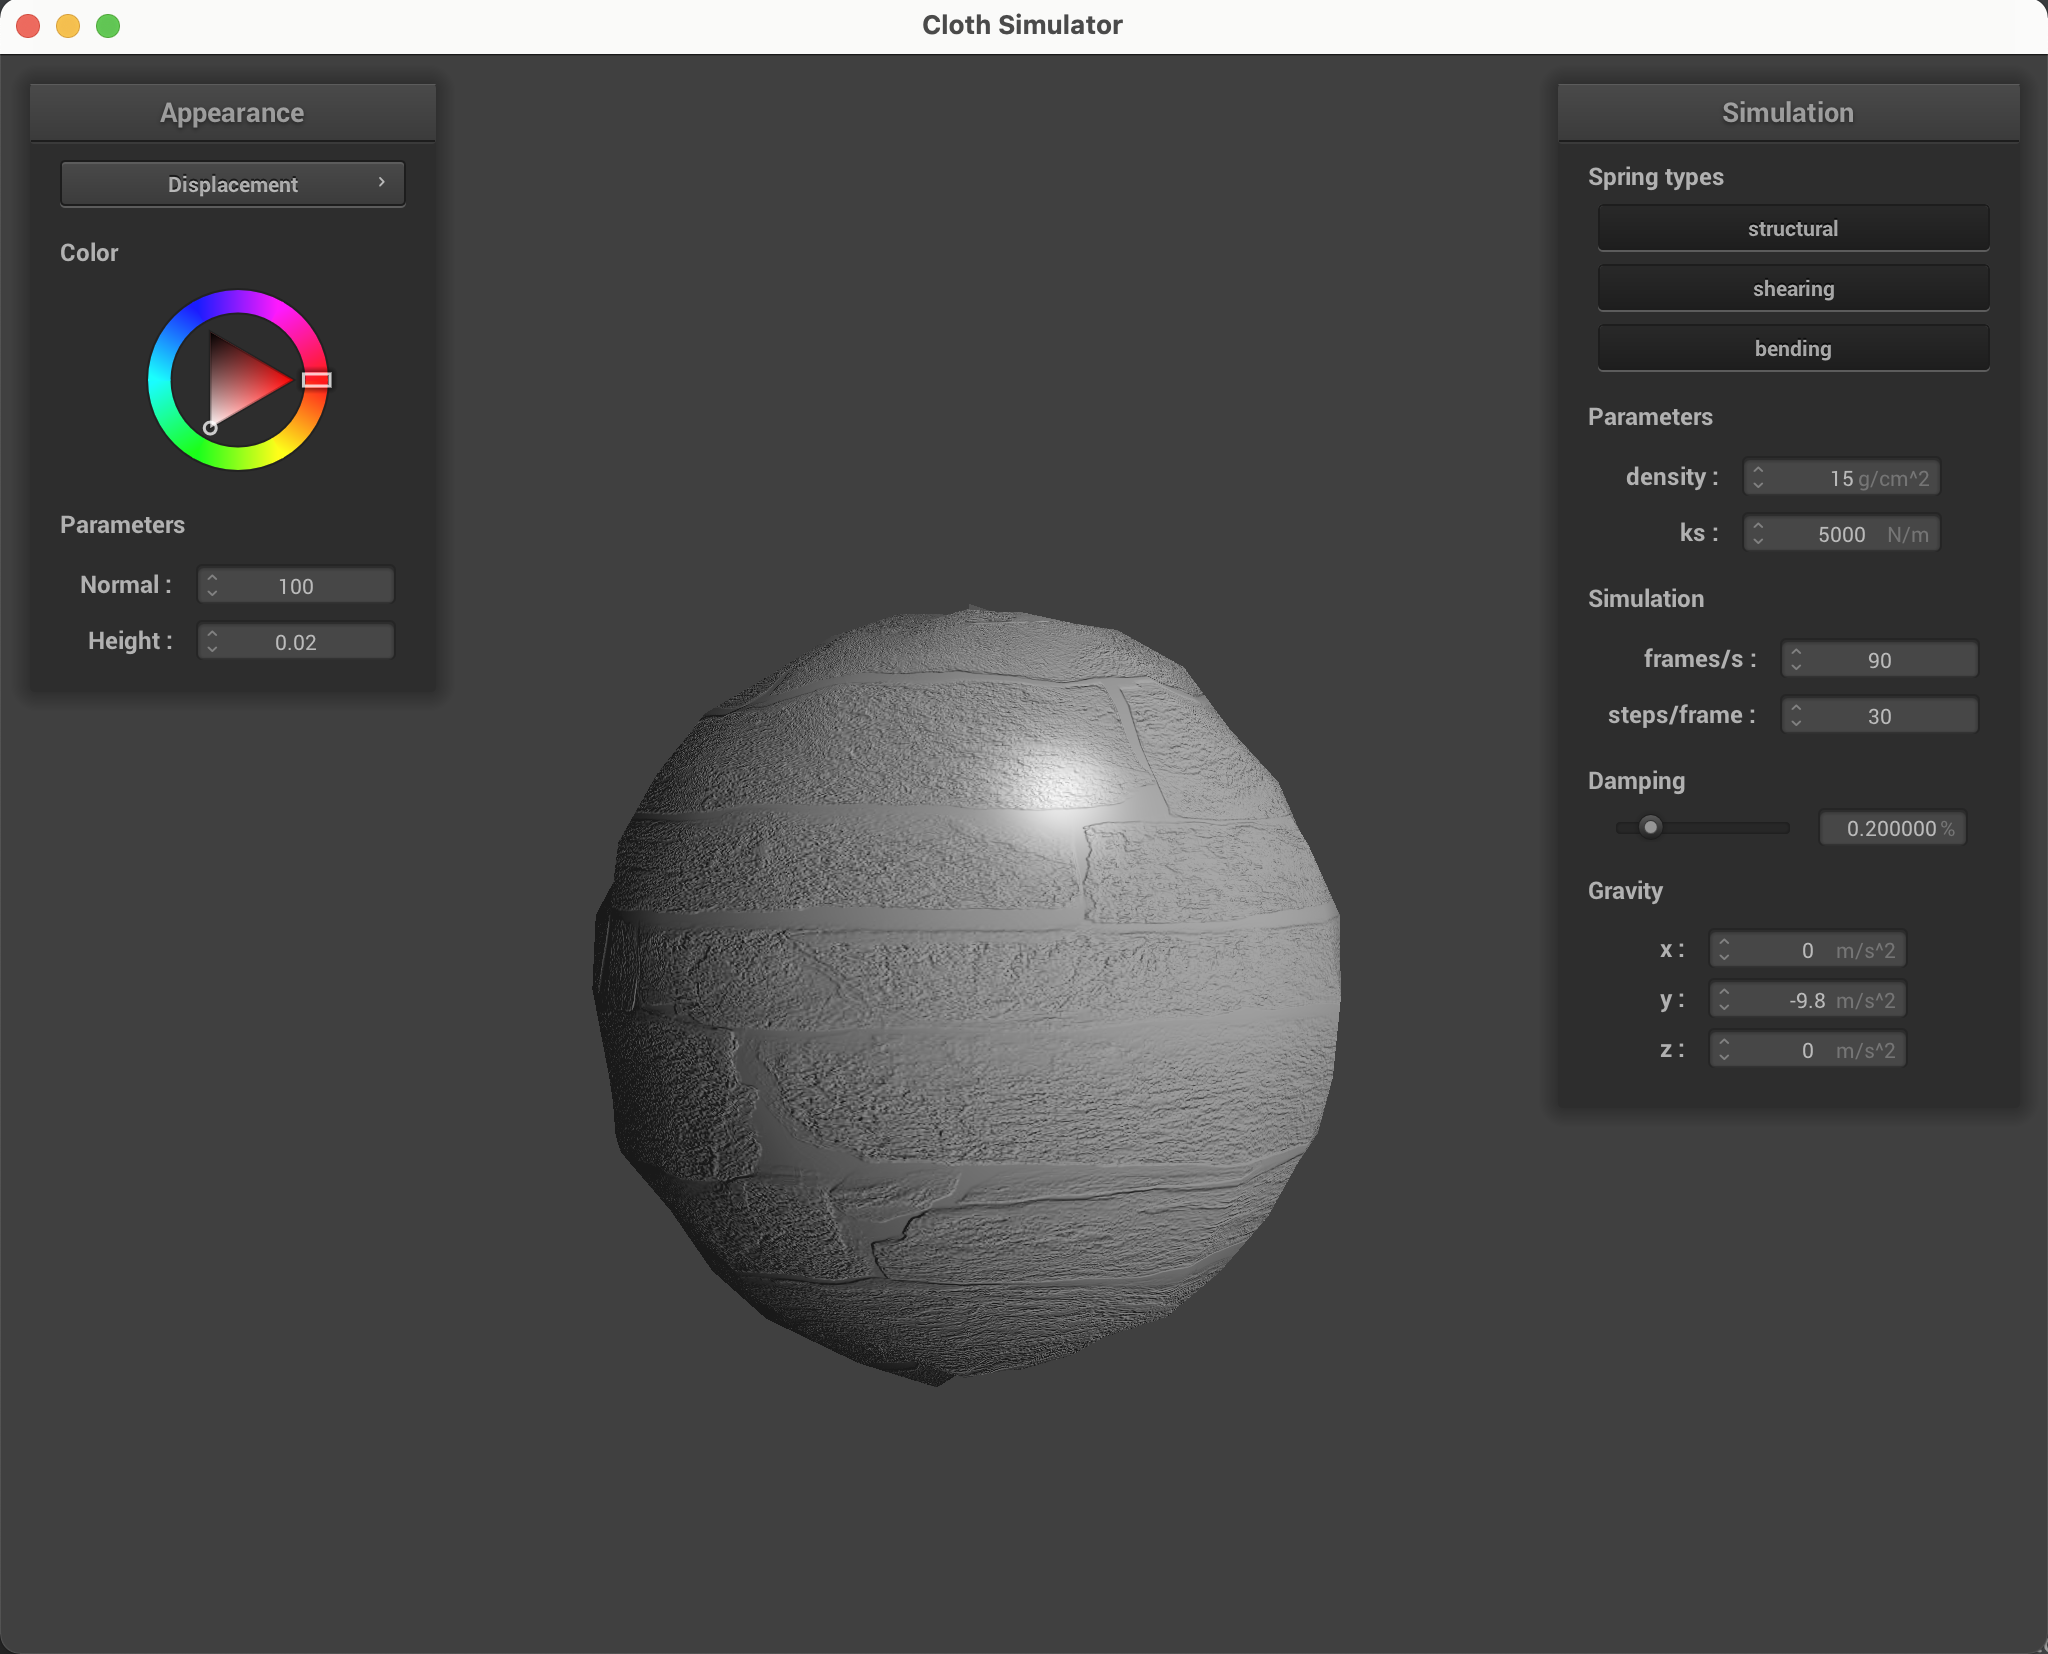 Cloth Simulator
Appearance
Displacement
Color
Parameters
Normal : 100
Height : 0.02
Simulation
Spring types
structural
shearing
bending
Parameters
density : 15 g/cm^2
ks : 5000 N/m
Simulation
frames/s : 90
steps/frame : 30
Damping
0.200000 %
Gravity
x : 0 m/s^2
y : -9.8 m/s^2
z : 0 m/s^2